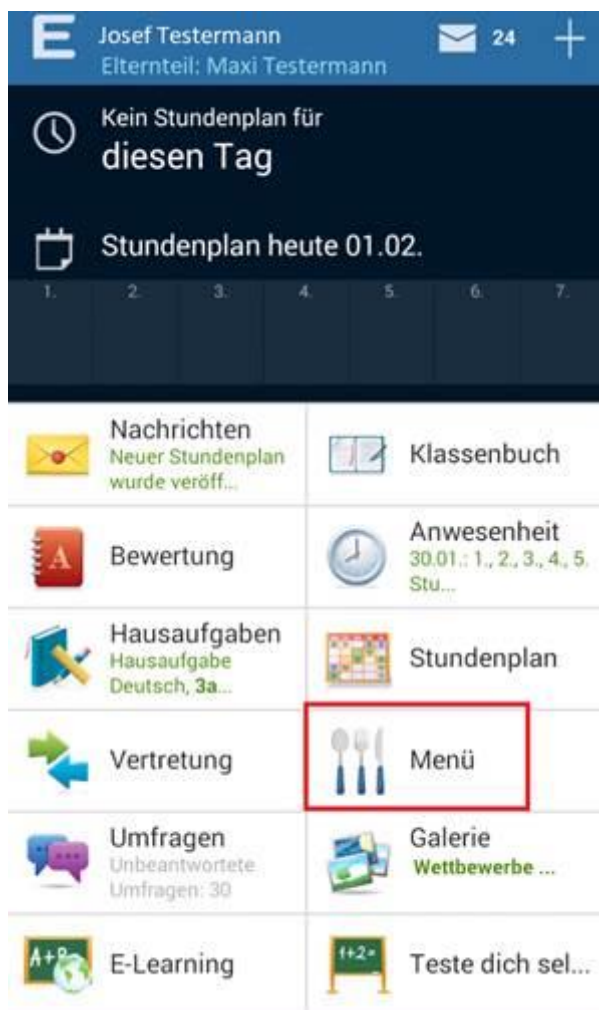 E
Josef Testermann
24
Elternteil: Maxi Testermann
Kein Stundenplan für
diesen Tag
Stundenplan heute 01.02.
1. 2. 3. 4. 5. 6. 7.
Nachrichten
Neuer Stundenplan
wurde veröff...
Klassenbuch
A
Bewertung
Anwesenheit
30.01.: 1., 2., 3., 4., 5.
Stu...
Hausaufgaben
Hausaufgabe
Deutsch, 3a...
Stundenplan
Vertretung
Menü
Umfragen
Unbeantwortete
Umfragen: 30
Galerie
Wettbewerbe ...
E-Learning
1+2=
Teste dich sel...